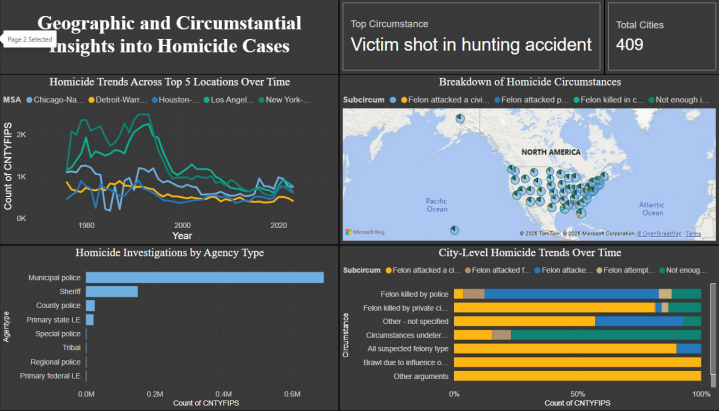 Geographic and Circumstantial
Insights into Homicide Cases
Page 2 Selected
Top Circumstance
Victim shot in hunting accident
Total Cities
409
Homicide Trends Across Top 5 Locations Over Time
MSA Chicago-Na... Detroit-Warr... Houston-... Los Angel... New York-...
Count of CNTYFIPS
2K
1K
0K
1980 2000 2020
Year
Breakdown of Homicide Circumstances
Subcircum Felon attacked a civi... Felon attacked p... Felon killed in c... Not enough i...
NORTH AMERICA
Pacific
Ocean
Atlantic
Ocean
Microsoft Bing
© 2025 TomTom, © 2025 Microsoft Corporation, © OpenStreetMap Terms
Homicide Investigations by Agency Type
Agentype
Municipal police
Sheriff
County police
Primary state LE
Special police
Tribal
Regional police
Primary federal LE
0.0M 0.2M 0.4M 0.6M
Count of CNTYFIPS
City-Level Homicide Trends Over Time
Subcircum Felon attacked a ci... Felon attacked f... Felon attacke... Felon attempt... Not enoug...
Circumstance
Felon killed by police
Felon killed by private ci...
Other - not specified
Circumstances undeter...
All suspected felony type
Brawl due to influence o...
Other arguments
0% 50% 100%
Count of CNTYFIPS